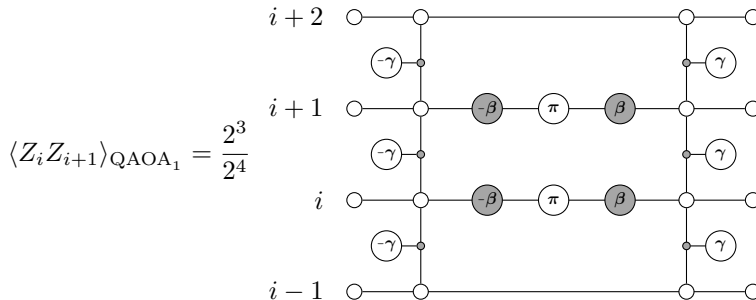 i + 2
-γ γ
i + 1 -β π β
⟨Z_i Z_{i+1}⟩_{QAOA_1} = 2^3 / 2^4
-γ γ
i -β π β
-γ γ
i − 1